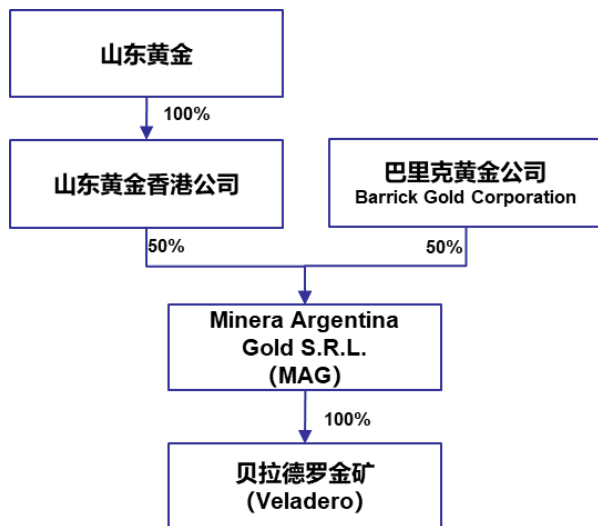 山东黄金
100%
山东黄金香港公司
巴里克黄金公司
Barrick Gold Corporation
50%
50%
Minera Argentina
Gold S.R.L.
（MAG）
100%
贝拉德罗金矿
（Veladero）